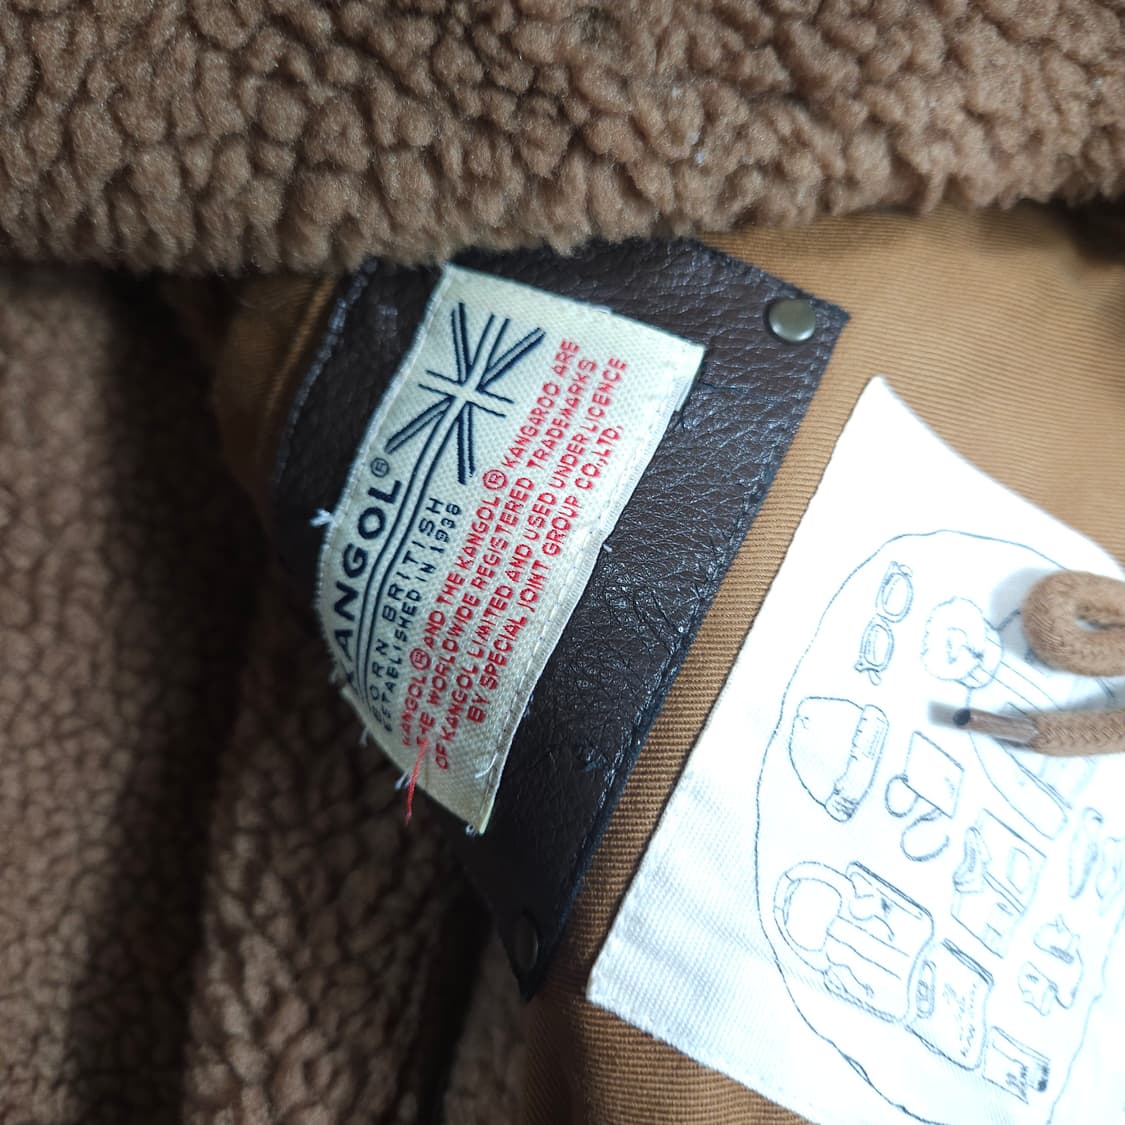 KANGOL®
BORN BRITISH
ESTABLISHED IN 1938
KANGOL® AND THE KANGOL® KANGAROO ARE
THE WORLDWIDE REGISTERED TRADEMARKS
OF KANGOL LIMITED AND USED UNDER LICENCE
BY SPECIAL JOINT GROUP CO.,LTD.